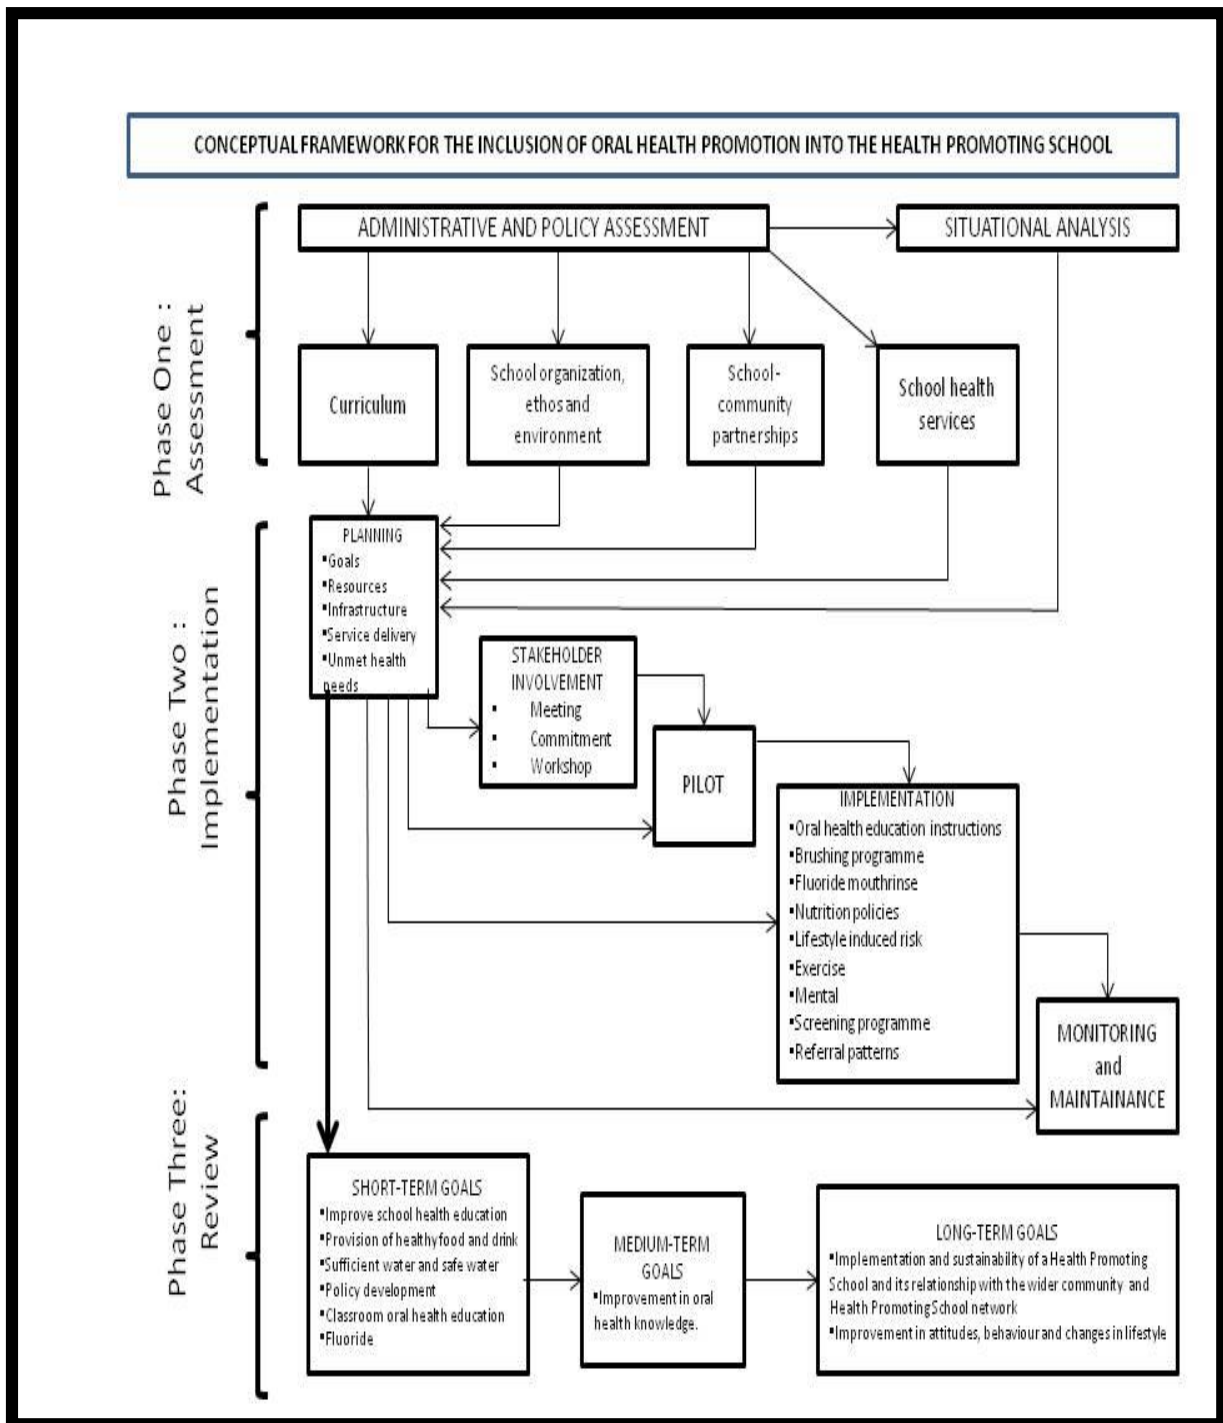 CONCEPTUAL FRAMEWORK FOR THE INCLUSION OF ORAL HEALTH PROMOTION INTO THE HEALTH PROMOTING SCHOOL
Phase One :
Assessment
ADMINISTRATIVE AND POLICY ASSESSMENT
SITUATIONAL ANALYSIS
Curriculum
School organization,
ethos and
environment
School-
community
partnerships
School health
services
Phase Two :
Implementation
PLANNING
▪Goals
▪Resources
▪Infrastructure
▪Service delivery
▪Unmet health
needs
STAKEHOLDER
INVOLVEMENT
▪ Meeting
▪ Commitment
▪ Workshop
PILOT
IMPLEMENTATION
▪Oral health education instructions
▪Brushing programme
▪Fluoride mouthrinse
▪Nutrition policies
▪Lifestyle induced risk
▪Exercise
▪Mental
▪Screening programme
▪Referral patterns
MONITORING
and
MAINTAINANCE
Phase Three:
Review
SHORT-TERM GOALS
▪Improve school health education
▪Provision of healthy food and drink
▪Sufficient water and safe water
▪Policy development
▪Classroom oral health education
▪Fluoride
MEDIUM-TERM
GOALS
▪Improvement in oral
health knowledge.
LONG-TERM GOALS
▪Implementation and sustainability of a Health Promoting
School and its relationship with the wider community and
Health Promoting School network
▪Improvement in attitudes, behaviour and changes in lifestyle